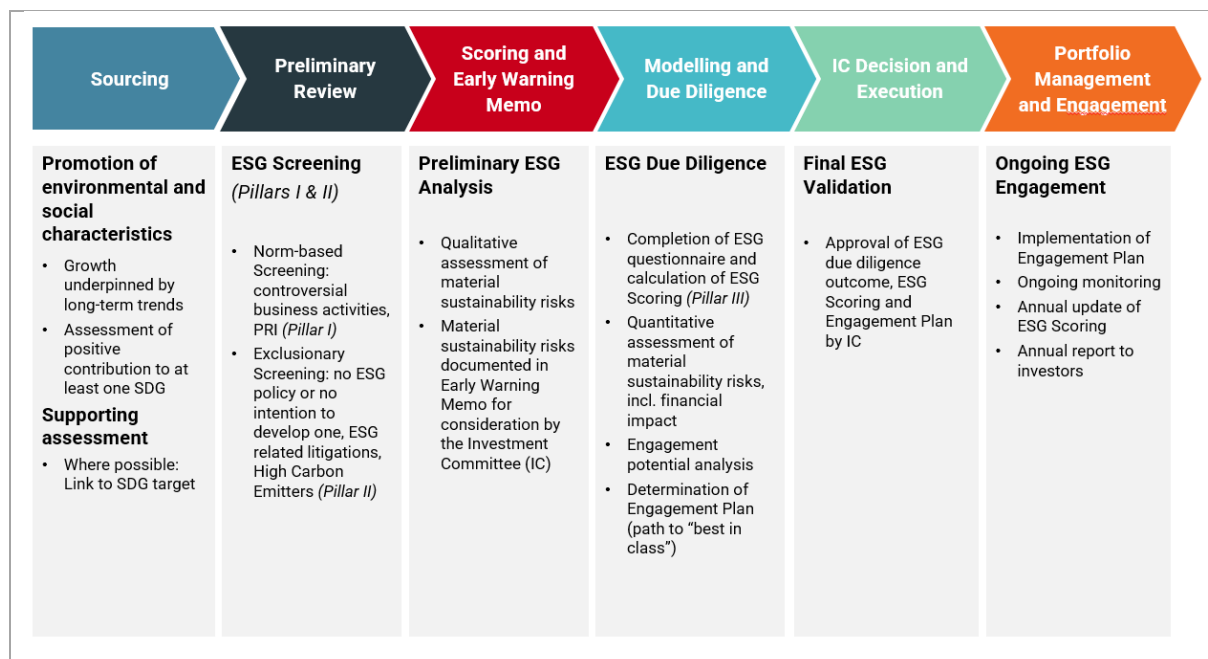 Sourcing
Preliminary
Review
Scoring and
Early Warning
Memo
Modelling and
Due Diligence
IC Decision and
Execution
Portfolio
Management
and Engagement
Promotion of
environmental and
social
characteristics
• Growth
underpinned by
long-term trends
• Assessment of
positive
contribution to at
least one SDG
Supporting
assessment
• Where possible:
Link to SDG target
ESG Screening
(Pillars I & II)
• Norm-based
Screening:
controversial
business activities,
PRI (Pillar I)
• Exclusionary
Screening: no ESG
policy or no
intention to
develop one, ESG
related litigations,
High Carbon
Emitters (Pillar II)
Preliminary ESG
Analysis
• Qualitative
assessment of
material
sustainability risks
• Material
sustainability risks
documented in
Early Warning
Memo for
consideration by
the Investment
Committee (IC)
ESG Due Diligence
• Completion of ESG
questionnaire and
calculation of ESG
Scoring (Pillar III)
• Quantitative
assessment of
material
sustainability risks,
incl. financial
impact
• Engagement
potential analysis
• Determination of
Engagement Plan
(path to “best in
class”)
Final ESG
Validation
• Approval of ESG
due diligence
outcome, ESG
Scoring and
Engagement Plan
by IC
Ongoing ESG
Engagement
• Implementation of
Engagement Plan
• Ongoing monitoring
• Annual update of
ESG Scoring
• Annual report to
investors